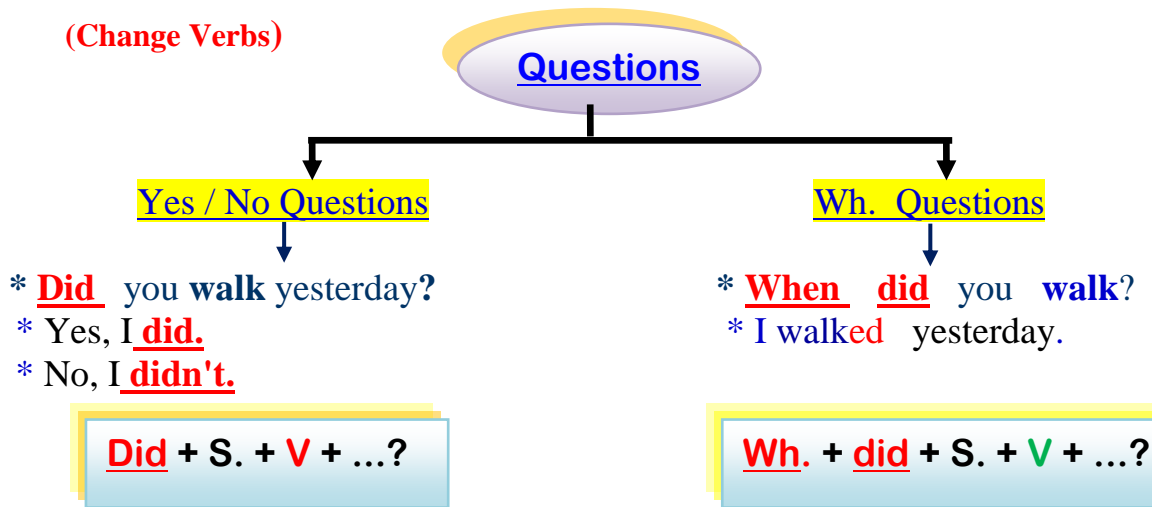 (Change Verbs)
Questions
Yes / No Questions
* Did you walk yesterday?
* Yes, I did.
* No, I didn't.
Did + S. + V + ...?
Wh. Questions
* When did you walk?
* I walked yesterday.
Wh. + did + S. + V + ...?